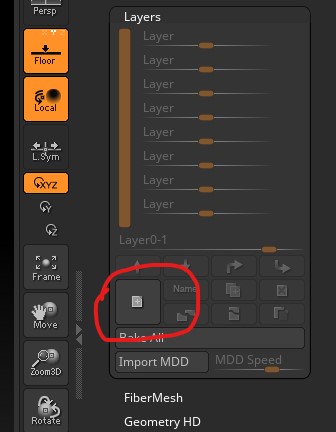 Persp
Floor
Local
L.Sym
XYZ
Y
Z
Frame
Move
Zoom3D
Rotate
Layers
Layer
Layer
Layer
Layer
Layer
Layer
Layer
Layer
Layer0-1
Name
Bake All
Import MDD
MDD Speed
FiberMesh
Geometry HD